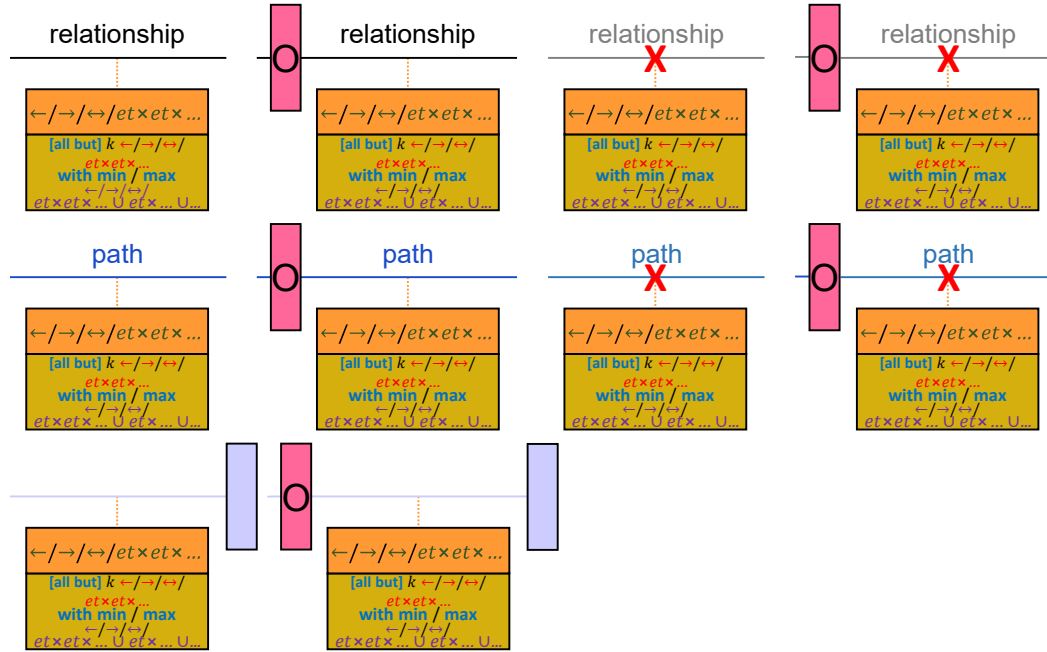 relationship
O relationship
relationship
X
O relationship
X
←/→/↔/et×et×...
[all but] k ←/→/↔/
et×et×...
with min / max
←/→/↔/
et×et×... ∪ et×... ∪...
←/→/↔/et×et×...
[all but] k ←/→/↔/
et×et×...
with min / max
←/→/↔/
et×et×... ∪ et×... ∪...
←/→/↔/et×et×...
[all but] k ←/→/↔/
et×et×...
with min / max
←/→/↔/
et×et×... ∪ et×... ∪...
←/→/↔/et×et×...
[all but] k ←/→/↔/
et×et×...
with min / max
←/→/↔/
et×et×... ∪ et×... ∪...
path
O path
path
X
O path
X
←/→/↔/et×et×...
[all but] k ←/→/↔/
et×et×...
with min / max
←/→/↔/
et×et×... ∪ et×... ∪...
←/→/↔/et×et×...
[all but] k ←/→/↔/
et×et×...
with min / max
←/→/↔/
et×et×... ∪ et×... ∪...
←/→/↔/et×et×...
[all but] k ←/→/↔/
et×et×...
with min / max
←/→/↔/
et×et×... ∪ et×... ∪...
←/→/↔/et×et×...
[all but] k ←/→/↔/
et×et×...
with min / max
←/→/↔/
et×et×... ∪ et×... ∪...
O
←/→/↔/et×et×...
[all but] k ←/→/↔/
et×et×...
with min / max
←/→/↔/
et×et×... ∪ et×... ∪...
←/→/↔/et×et×...
[all but] k ←/→/↔/
et×et×...
with min / max
←/→/↔/
et×et×... ∪ et×... ∪...